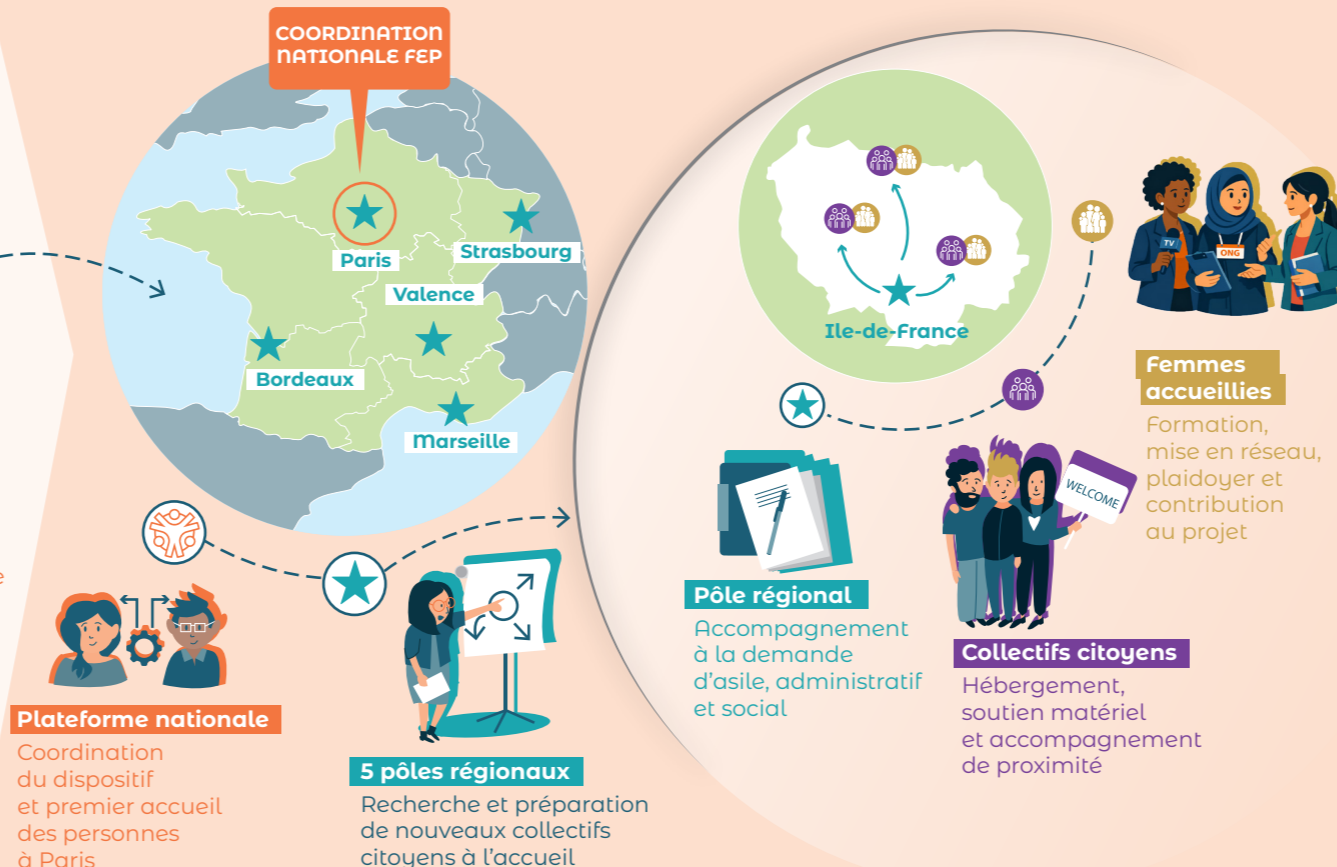 COORDINATION
NATIONALE FEP
Paris
Strasbourg
Valence
Bordeaux
Marseille
Plateforme nationale
Coordination
du dispositif
et premier accueil
des personnes
à Paris
5 pôles régionaux
Recherche et préparation
de nouveaux collectifs
citoyens à l'accueil
Ile-de-France
Pôle régional
Accompagnement
à la demande
d'asile, administratif
et social
WELCOME
Collectifs citoyens
Hébergement,
soutien matériel
et accompagnement
de proximité
TV
ONG
Femmes
accueillies
Formation,
mise en réseau,
plaidoyer et
contribution
au projet